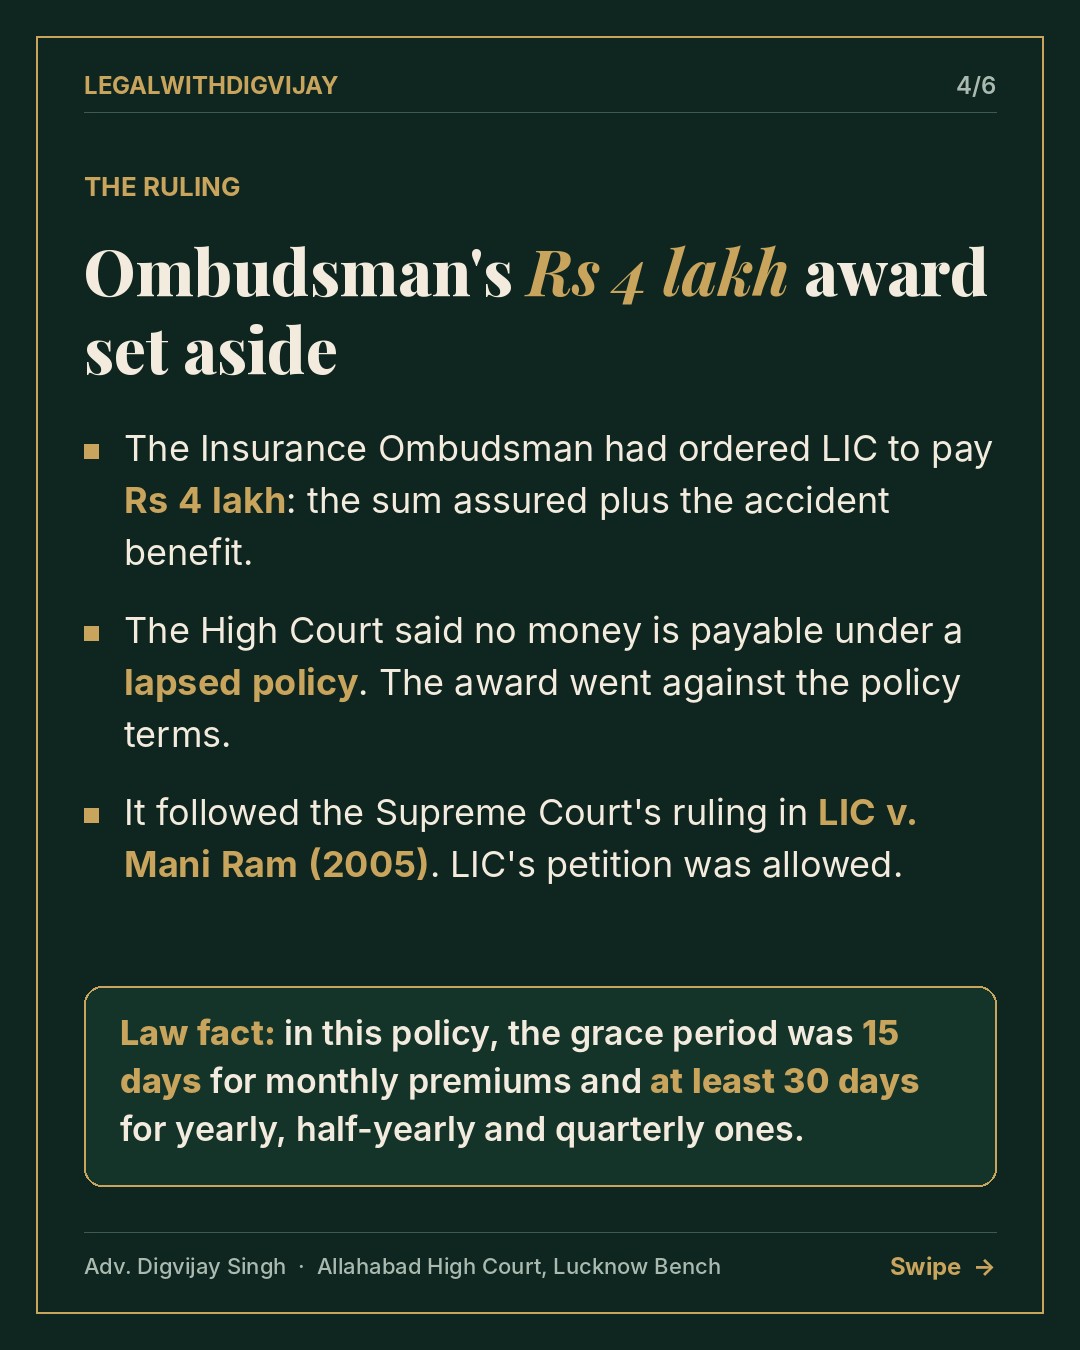 LEGALWITHDIGVIJAY
4/6
THE RULING
Ombudsman's Rs 4 lakh award
set aside
The Insurance Ombudsman had ordered LIC to pay
Rs 4 lakh: the sum assured plus the accident
benefit.
The High Court said no money is payable under a
lapsed policy. The award went against the policy
terms.
It followed the Supreme Court's ruling in LIC v.
Mani Ram (2005). LIC's petition was allowed.
Law fact: in this policy, the grace period was 15
days for monthly premiums and at least 30 days
for yearly, half-yearly and quarterly ones.
Adv. Digvijay Singh · Allahabad High Court, Lucknow Bench
Swipe →